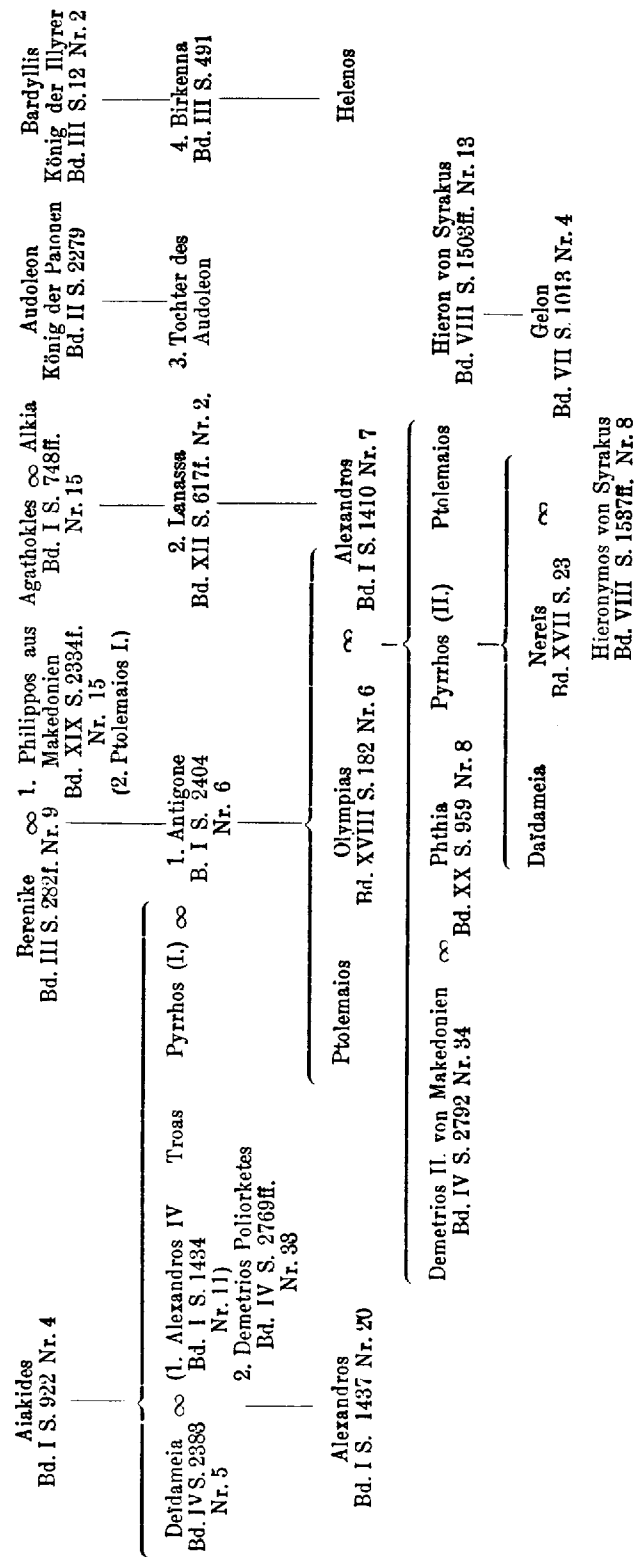 Aiakides
Bd. I S. 922 Nr. 4
Berenike ∞ 1. Philippos aus
Bd. III S. 282f. Nr. 9
Makedonien
Bd. XIX S. 2334f.
Nr. 15
(2. Ptolemaios I.)
Agathokles ∞ Alkia
Bd. I S. 748ff.
Nr. 15
Audoleon
König der Paionen
Bd. II S. 2279
Bardyllis
König der Illyrer
Bd. III S. 12 Nr. 2
Deïdameia ∞ (1. Alexandros IV
Bd. IV S. 2383
Nr. 5
Bd. I S. 1434
Nr. 11)
2. Demetrios Poliorketes
Bd. IV S. 2769ff.
Nr. 33
Troas
Pyrrhos (I.) ∞
1. Antigone
B. I S. 2404
Nr. 6
2. Lanassa
Bd. XII S. 617f. Nr. 2.
3. Tochter des
Audoleon
4. Birkenna
Bd. III S. 491
Alexandros
Bd. I S. 1437 Nr. 20
Ptolemaios
Olympias ∞ Alexandros
Bd. XVIII S. 182 Nr. 6
Bd. I S. 1410 Nr. 7
Helenos
Demetrios II. von Makedonien ∞ Phthia
Bd. IV S. 2792 Nr. 34
Bd. XX S. 959 Nr. 8
Pyrrhos (II.)
Ptolemaios
Hieron von Syrakus
Bd. VIII S. 1503ff. Nr. 13
Daïdameia
Nereïs ∞
Bd. XVII S. 23
Gelon
Bd. VII S. 1013 Nr. 4
Hieronymos von Syrakus
Bd. VIII S. 1537ff. Nr. 8